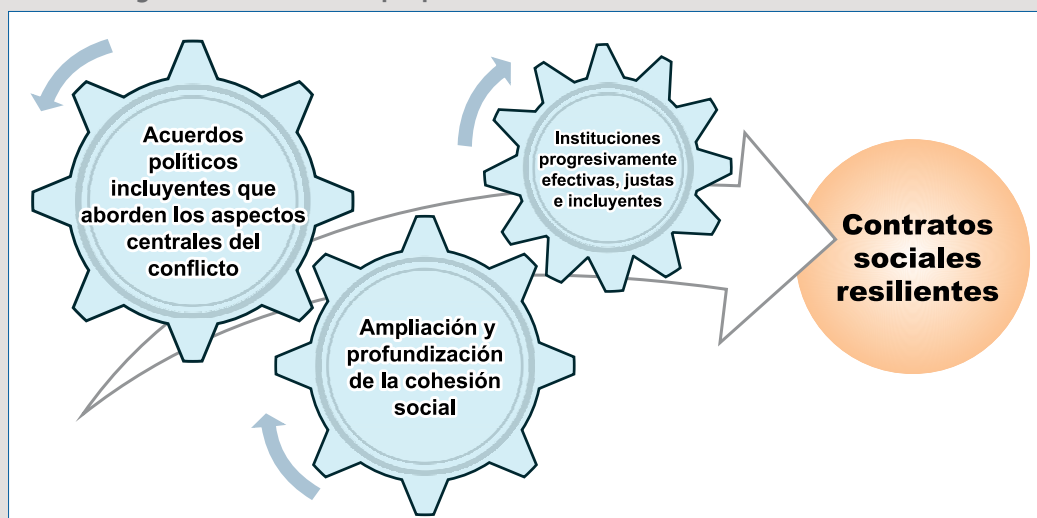 Acuerdos
políticos
incluyentes que
aborden los aspectos
centrales del
conflicto
Instituciones
progresivamente
efectivas, justas
e incluyentes
Ampliación y
profundización
de la cohesión
social
Contratos
sociales
resilientes